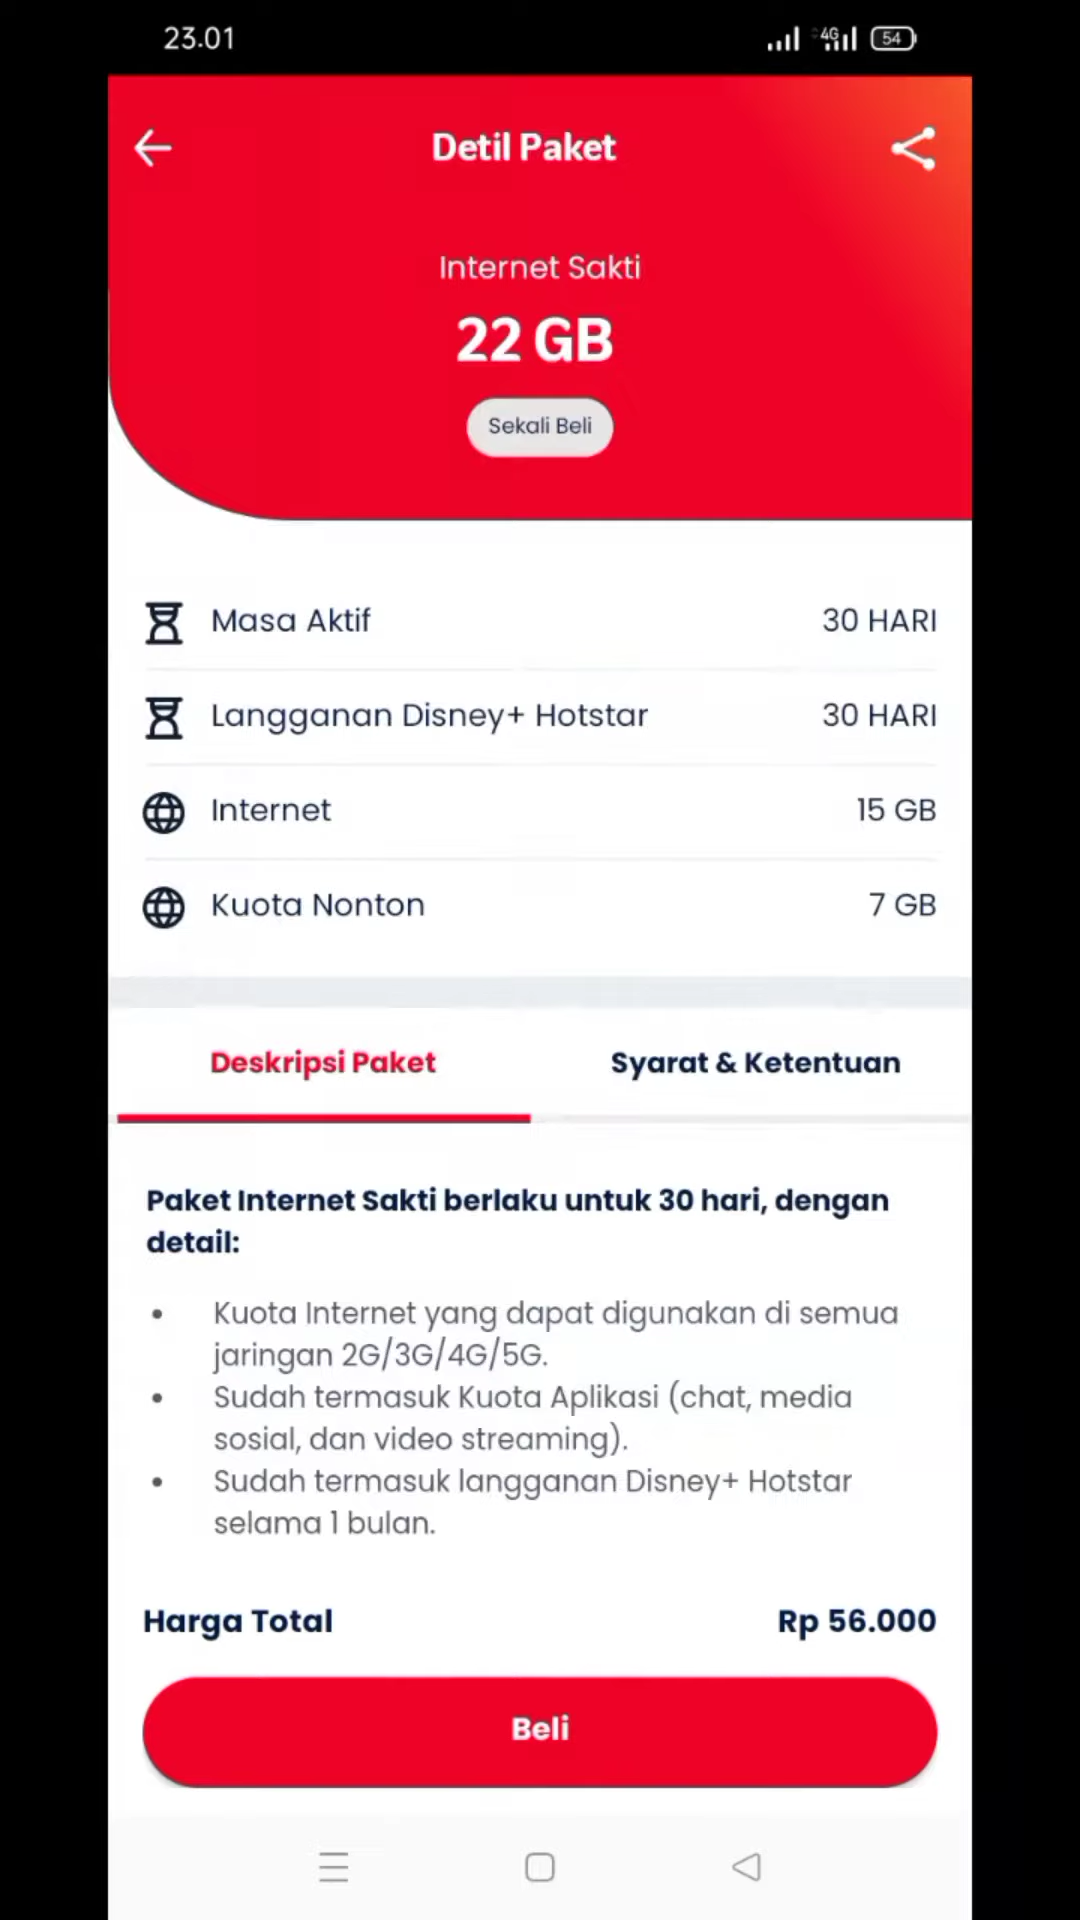 23.01
4G
54
Detil Paket
Internet Sakti
22 GB
Sekali Beli
Masa Aktif 30 HARI
Langganan Disney+ Hotstar 30 HARI
Internet 15 GB
Kuota Nonton 7 GB
Deskripsi Paket Syarat & Ketentuan
Paket Internet Sakti berlaku untuk 30 hari, dengan
detail:
• Kuota Internet yang dapat digunakan di semua
jaringan 2G/3G/4G/5G.
• Sudah termasuk Kuota Aplikasi (chat, media
sosial, dan video streaming).
• Sudah termasuk langganan Disney+ Hotstar
selama 1 bulan.
Harga Total Rp 56.000
Beli